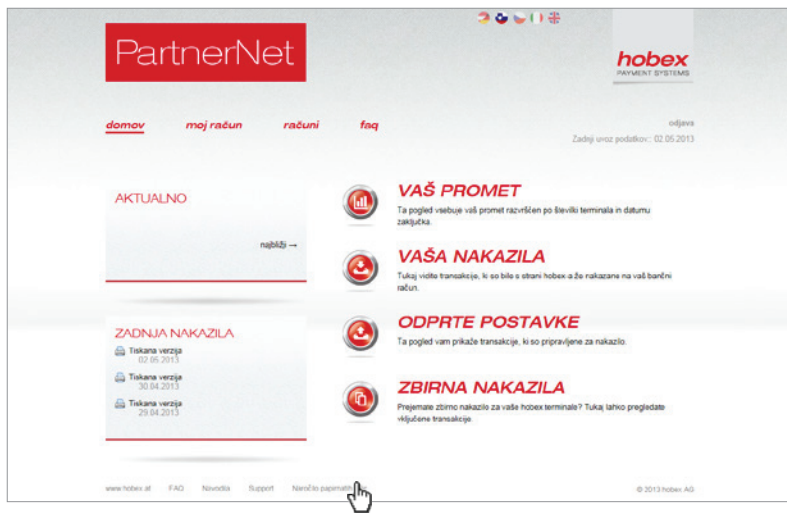 PartnerNet
hobex
PAYMENT SYSTEMS
domov moj račun računi faq
odjava
Zadnji uvoz podatkov:: 02.05.2013
AKTUALNO
najbližji →
ZADNJA NAKAZILA
Tiskana verzija
02.05.2013
Tiskana verzija
30.04.2013
Tiskana verzija
29.04.2013
VAŠ PROMET
Ta pogled vsebuje vaš promet razvrščen po številki terminala in datumu
zaključka.
VAŠA NAKAZILA
Tukaj vidite transakcije, ki so bile s strani hobex-a že nakazane na vaš bančni
račun.
ODPRTE POSTAVKE
Ta pogled vam prikaže transakcije, ki so pripravljene za nakazilo.
ZBIRNA NAKAZILA
Prejemate zbirno nakazilo za vaše hobex terminale? Tukaj lahko pregledate
vključene transakcije.
www.hobex.at FAQ Navodila Support Naročilo papirnatih
© 2013 hobex AG